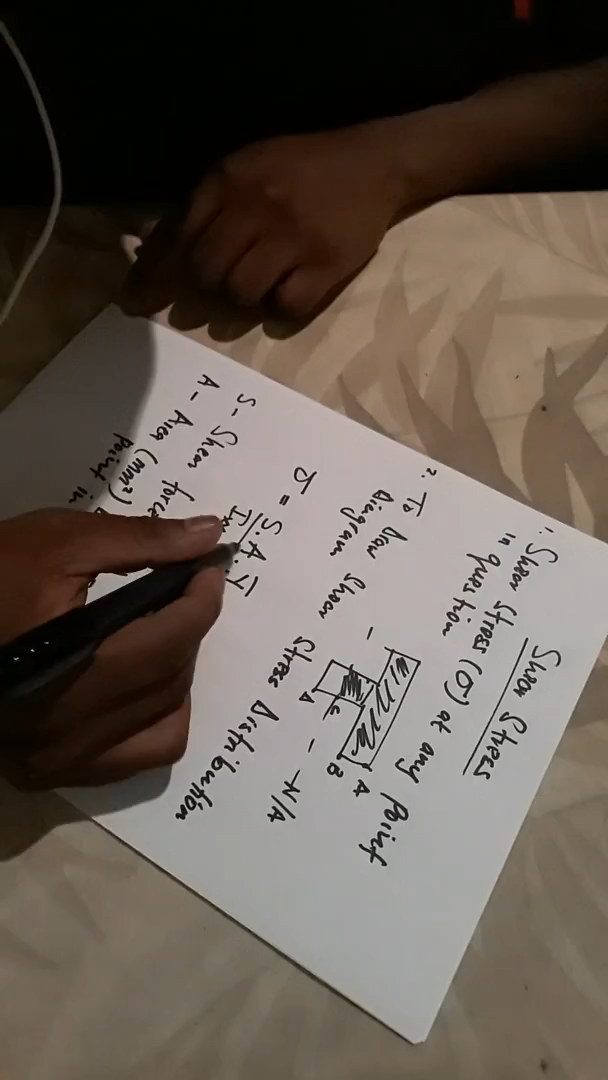 Shear Stress
1. Shear Stress (σ) at any point
in question
2. To draw Shear Stress distribution
diagram
A
B
C
D
- N/A
σ = S.A.ȳ
S - Shear force
A - Area (mm²)
point in